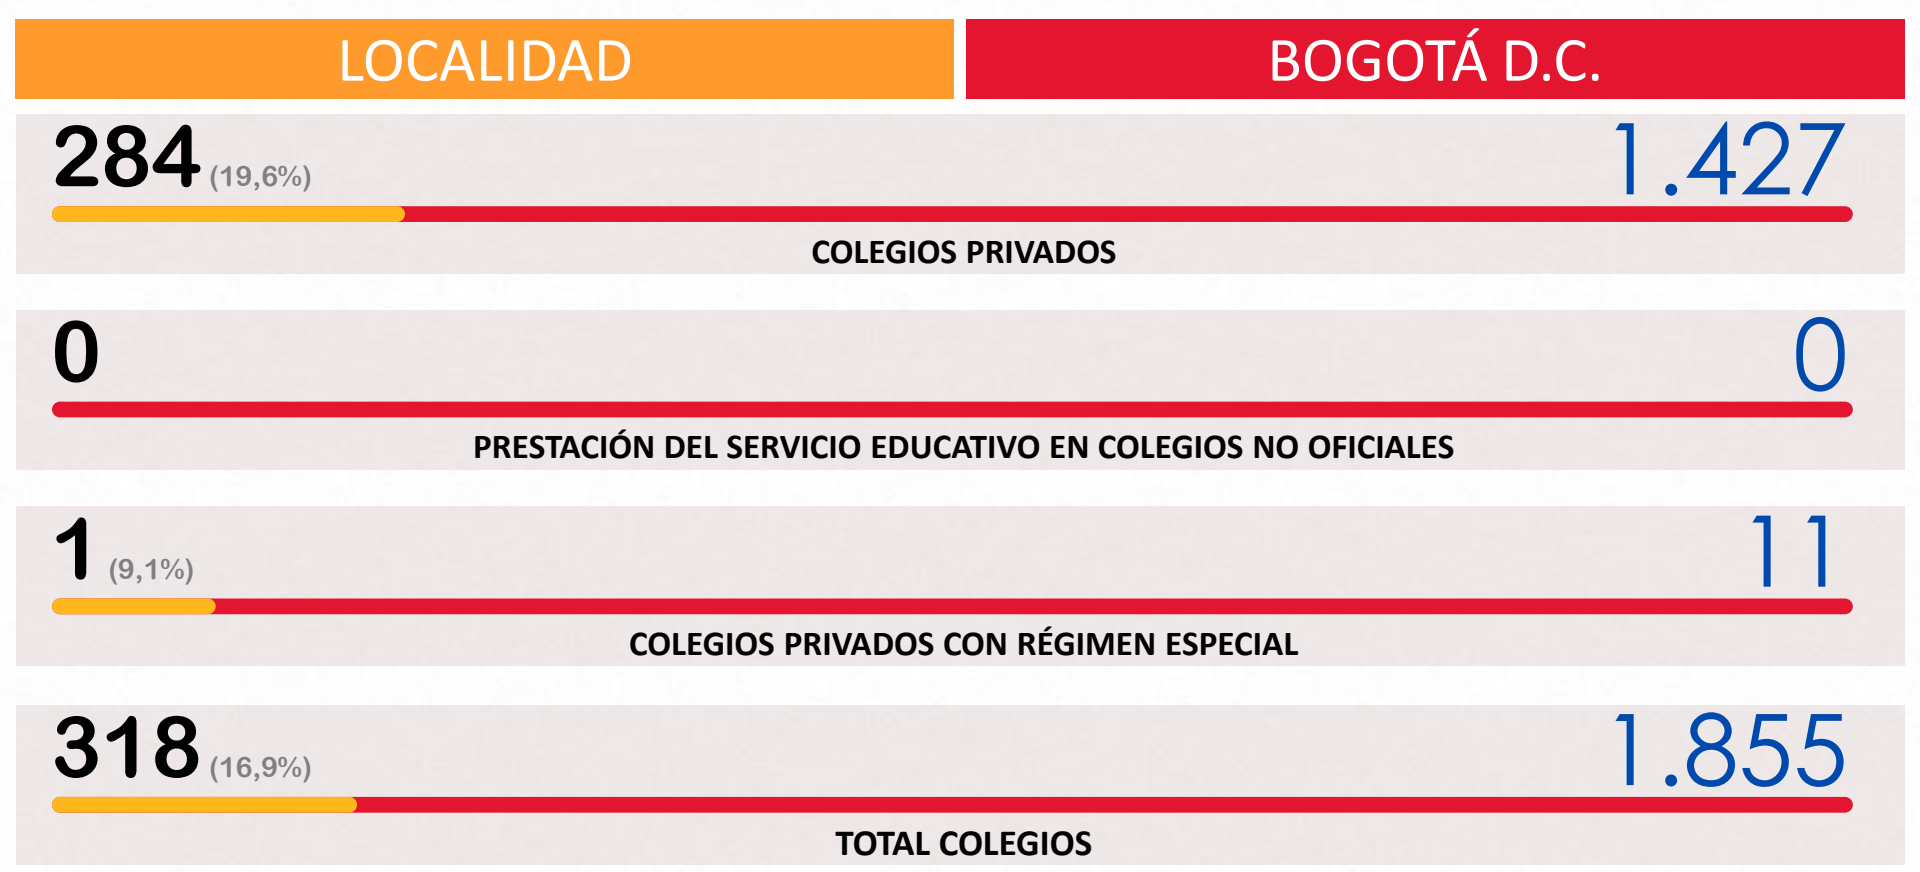 LOCALIDAD
BOGOTÁ D.C.
284 (19,6%)
1.427
COLEGIOS PRIVADOS
0
0
PRESTACIÓN DEL SERVICIO EDUCATIVO EN COLEGIOS NO OFICIALES
1 (9,1%)
11
COLEGIOS PRIVADOS CON RÉGIMEN ESPECIAL
318 (16,9%)
1.855
TOTAL COLEGIOS